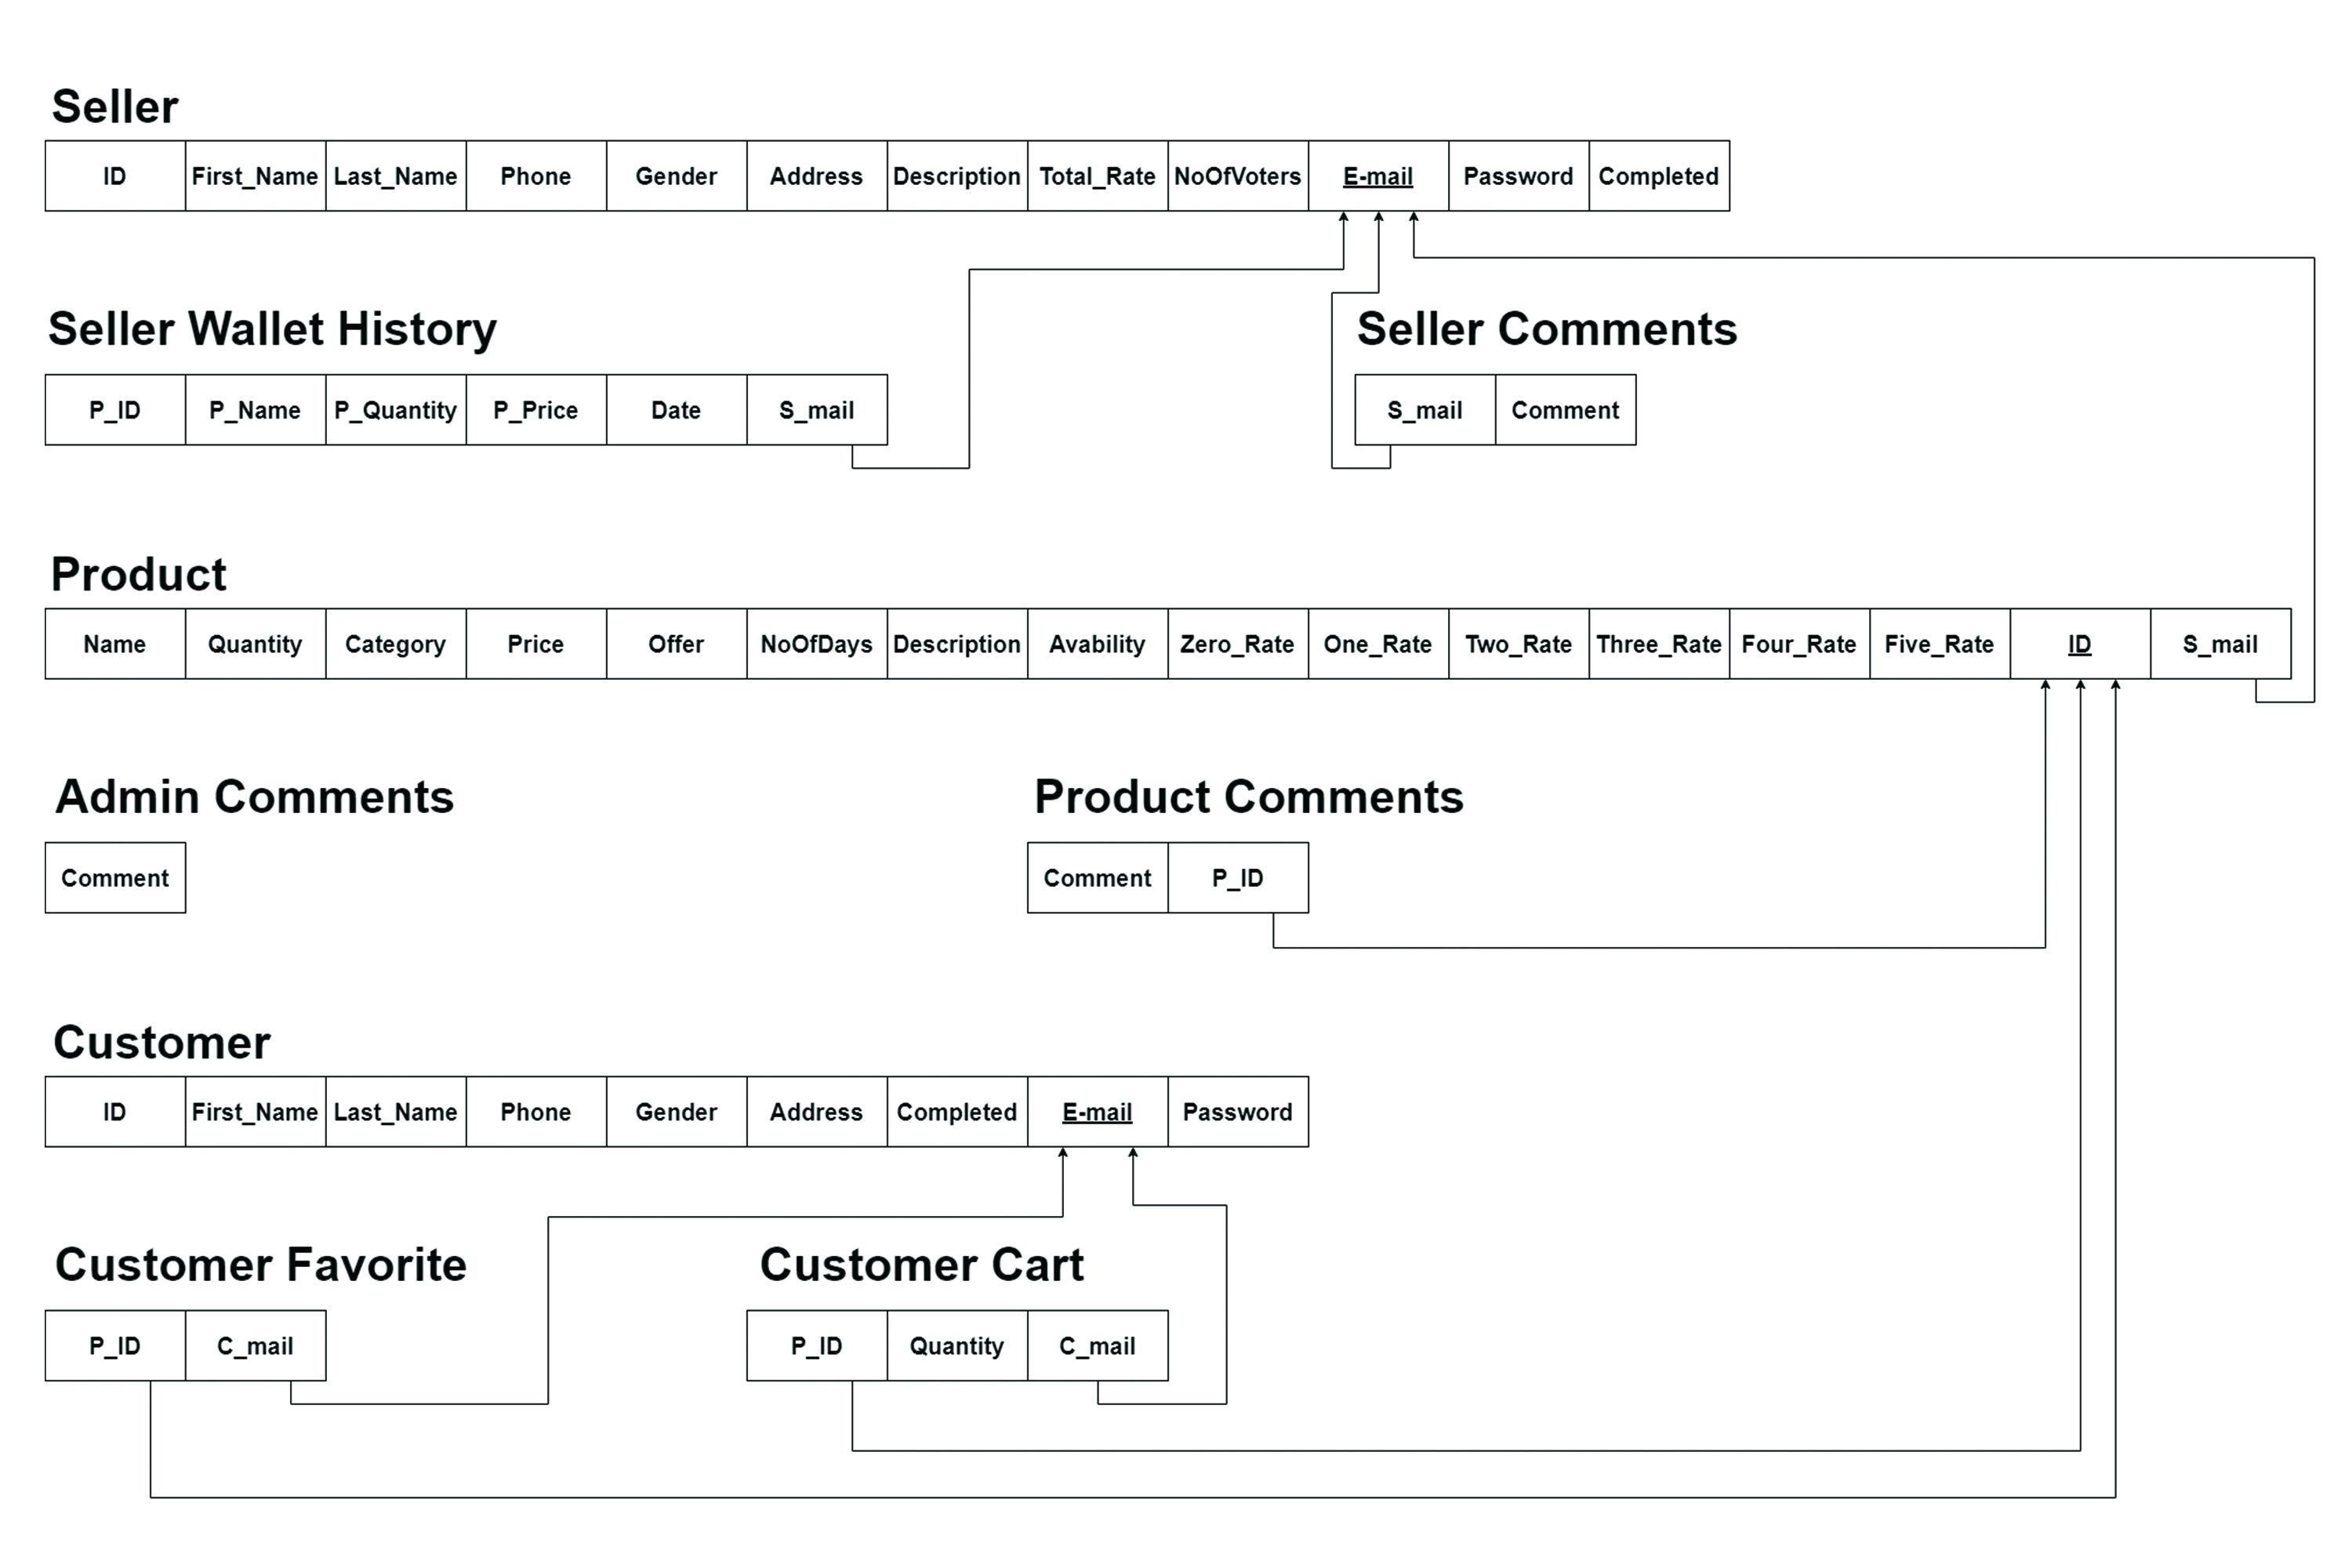 Seller
ID First_Name Last_Name Phone Gender Address Description Total_Rate NoOfVoters E-mail Password Completed
Seller Wallet History
P_ID P_Name P_Quantity P_Price Date S_mail
Seller Comments
S_mail Comment
Product
Name Quantity Category Price Offer NoOfDays Description Avability Zero_Rate One_Rate Two_Rate Three_Rate Four_Rate Five_Rate ID S_mail
Admin Comments
Comment
Product Comments
Comment P_ID
Customer
ID First_Name Last_Name Phone Gender Address Completed E-mail Password
Customer Favorite
P_ID C_mail
Customer Cart
P_ID Quantity C_mail